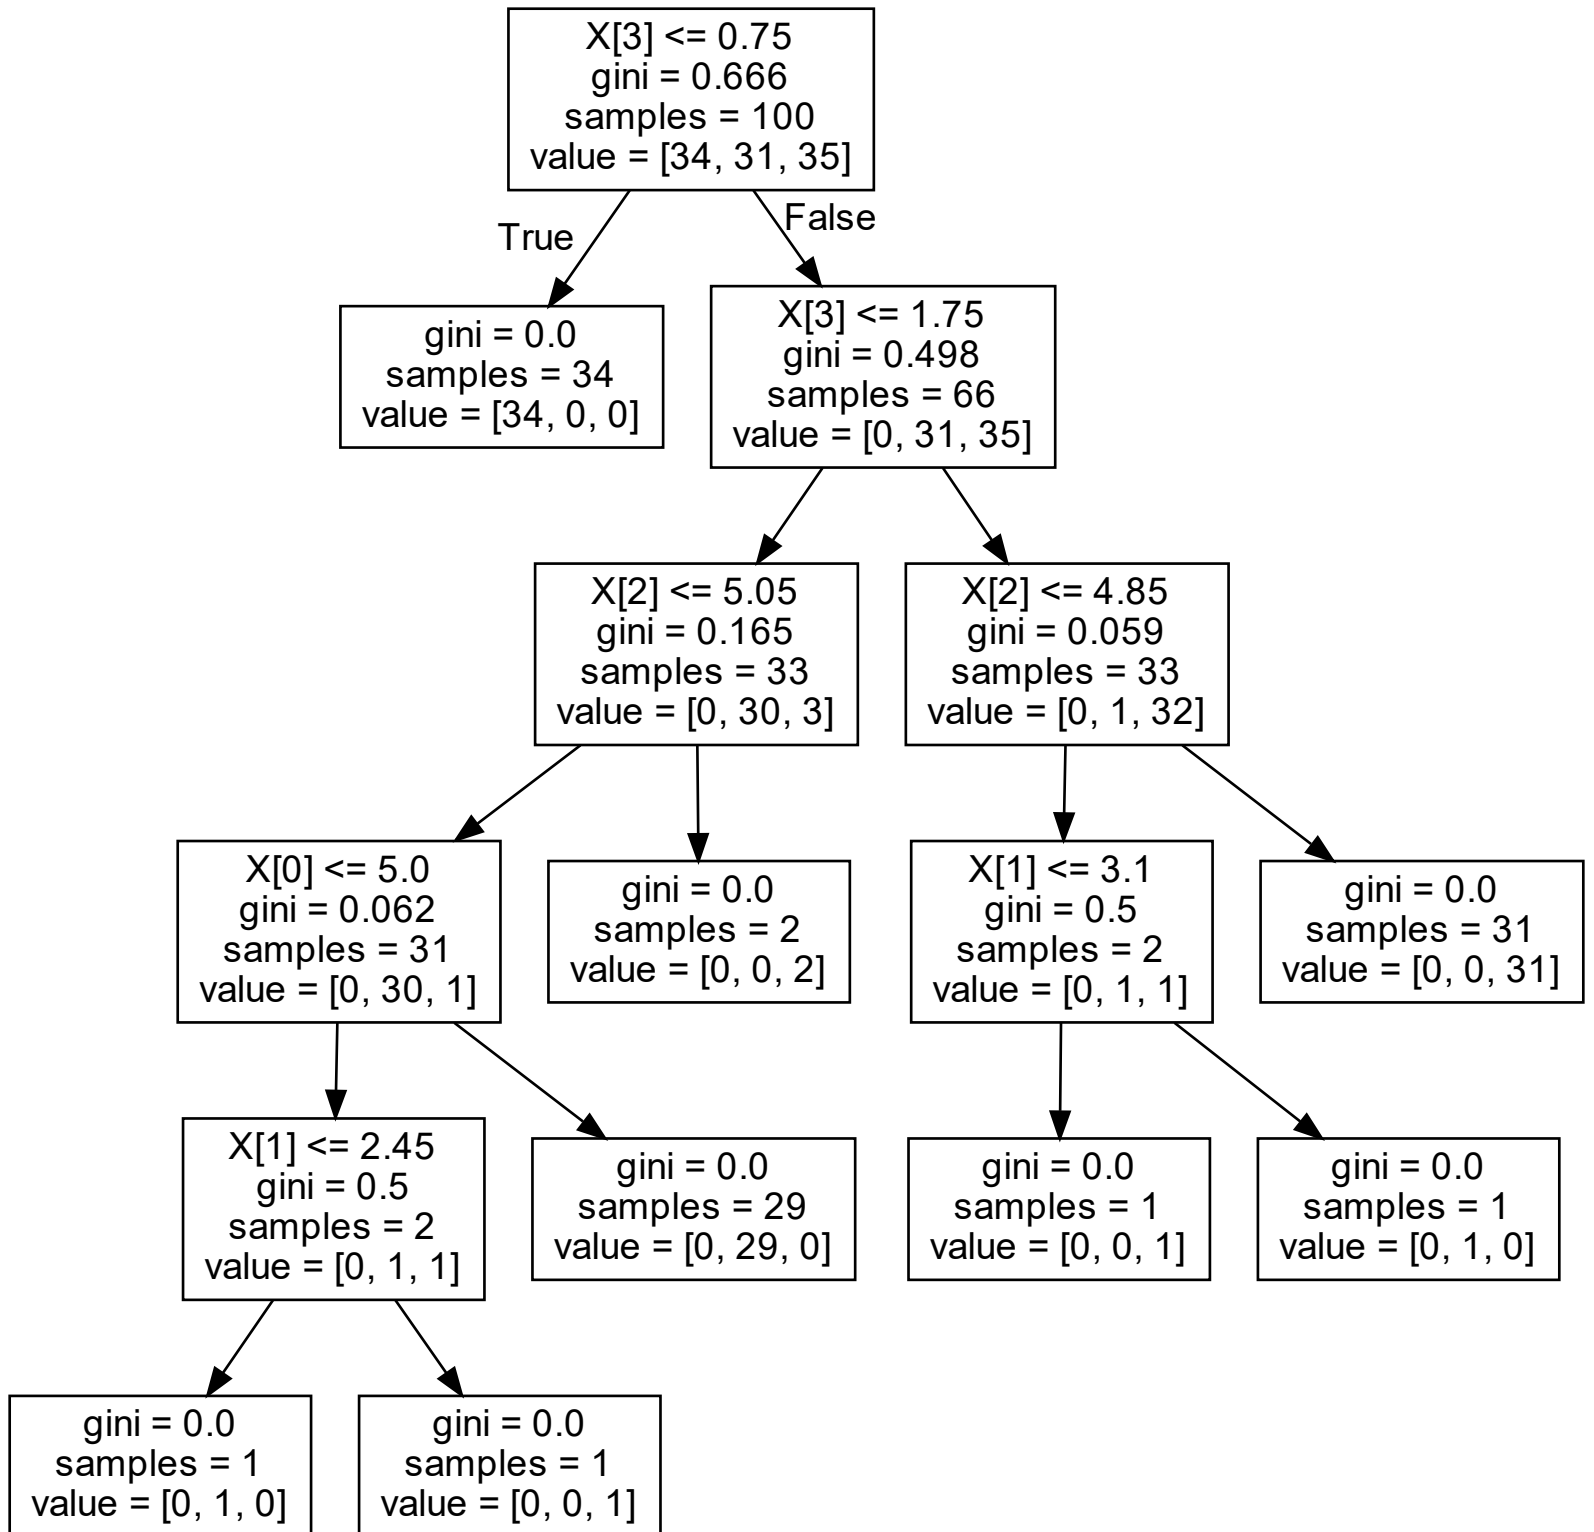 X[3] <= 0.75
gini = 0.666
samples = 100
value = [34, 31, 35]
True
False
gini = 0.0
samples = 34
value = [34, 0, 0]
X[3] <= 1.75
gini = 0.498
samples = 66
value = [0, 31, 35]
X[2] <= 5.05
gini = 0.165
samples = 33
value = [0, 30, 3]
X[2] <= 4.85
gini = 0.059
samples = 33
value = [0, 1, 32]
X[0] <= 5.0
gini = 0.062
samples = 31
value = [0, 30, 1]
gini = 0.0
samples = 2
value = [0, 0, 2]
X[1] <= 3.1
gini = 0.5
samples = 2
value = [0, 1, 1]
gini = 0.0
samples = 31
value = [0, 0, 31]
X[1] <= 2.45
gini = 0.5
samples = 2
value = [0, 1, 1]
gini = 0.0
samples = 29
value = [0, 29, 0]
gini = 0.0
samples = 1
value = [0, 0, 1]
gini = 0.0
samples = 1
value = [0, 1, 0]
gini = 0.0
samples = 1
value = [0, 1, 0]
gini = 0.0
samples = 1
value = [0, 0, 1]